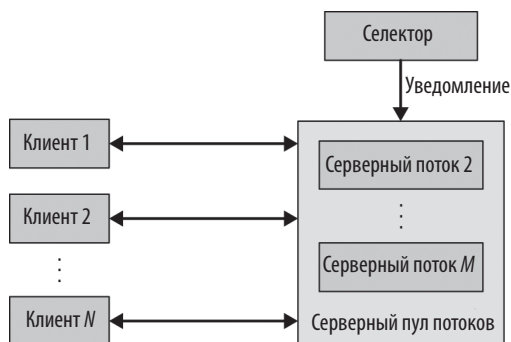 Селектор
Уведомление
Клиент 1
Серверный поток 2
Клиент 2
Серверный поток M
Клиент N
Серверный пул потоков